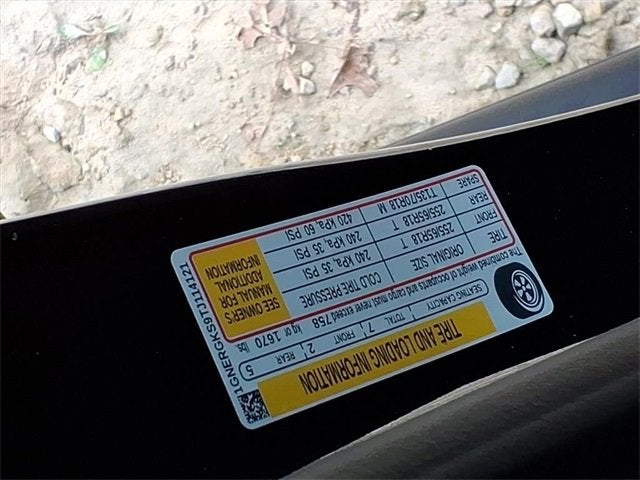 TIRE AND LOADING INFORMATION
SEATING CAPACITY TOTAL 7 FRONT 2 REAR 5
The combined weight of occupants and cargo must never exceed 758 kg or 1670 lbs
TIRE ORIGINAL SIZE COLD TIRE PRESSURE
FRONT 255/65R18 T 240 kPa, 35 PSI
REAR 255/65R18 T 240 kPa, 35 PSI
SPARE T135/70R18 M 420 kPa, 60 PSI
SEE OWNER'S
MANUAL FOR
ADDITIONAL
INFORMATION
1GNERGKS9TJ114121